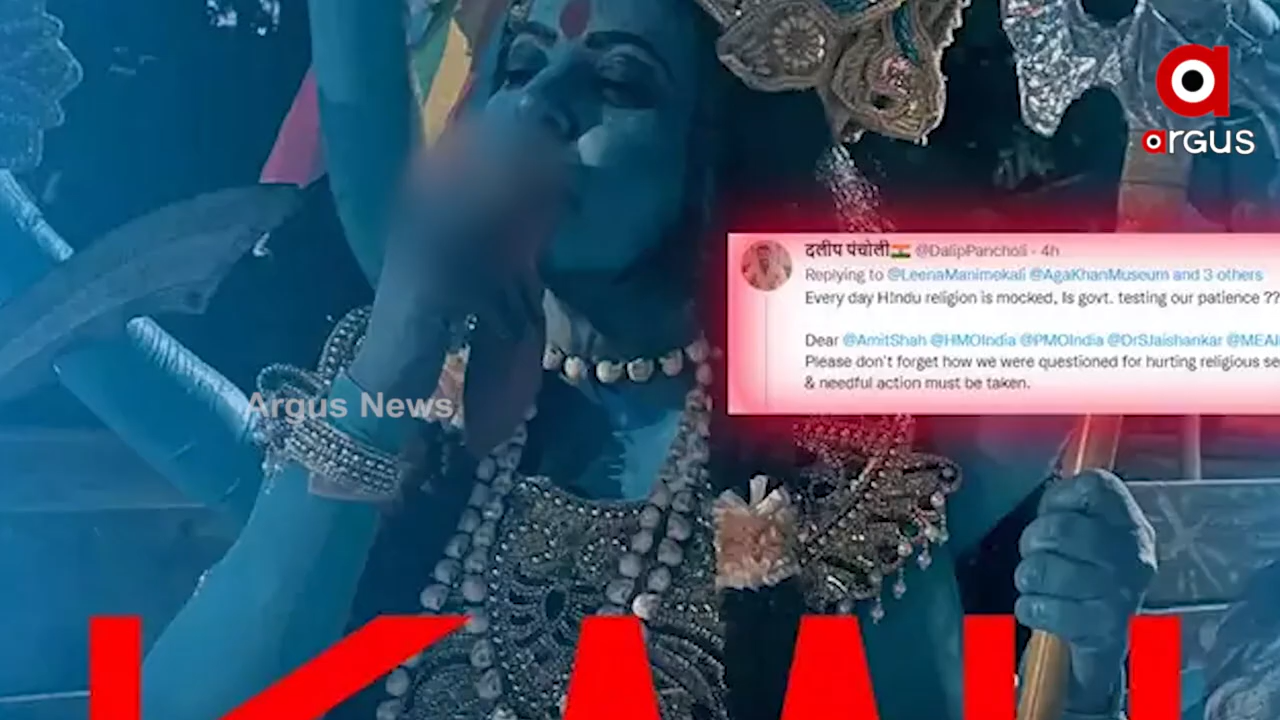 argus
दलीप पंचोली @DalipPancholi · 4h
Replying to @LeenaManimekali @AgaKhanMuseum and 3 others
Every day Hindu religion is mocked, Is govt. testing our patience ??
Dear @AmitShah @HMOIndia @PMOIndia @DrSJaishankar
Please don't forget how we were questioned for hurting religious
& needful action must be taken.
Argus News